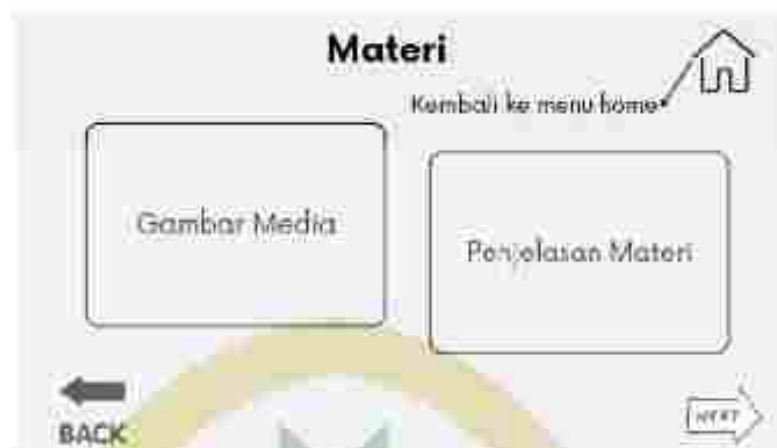 Materi
Kembali ke menu home
Gambar Media
Penjelasan Materi
BACK
NEXT